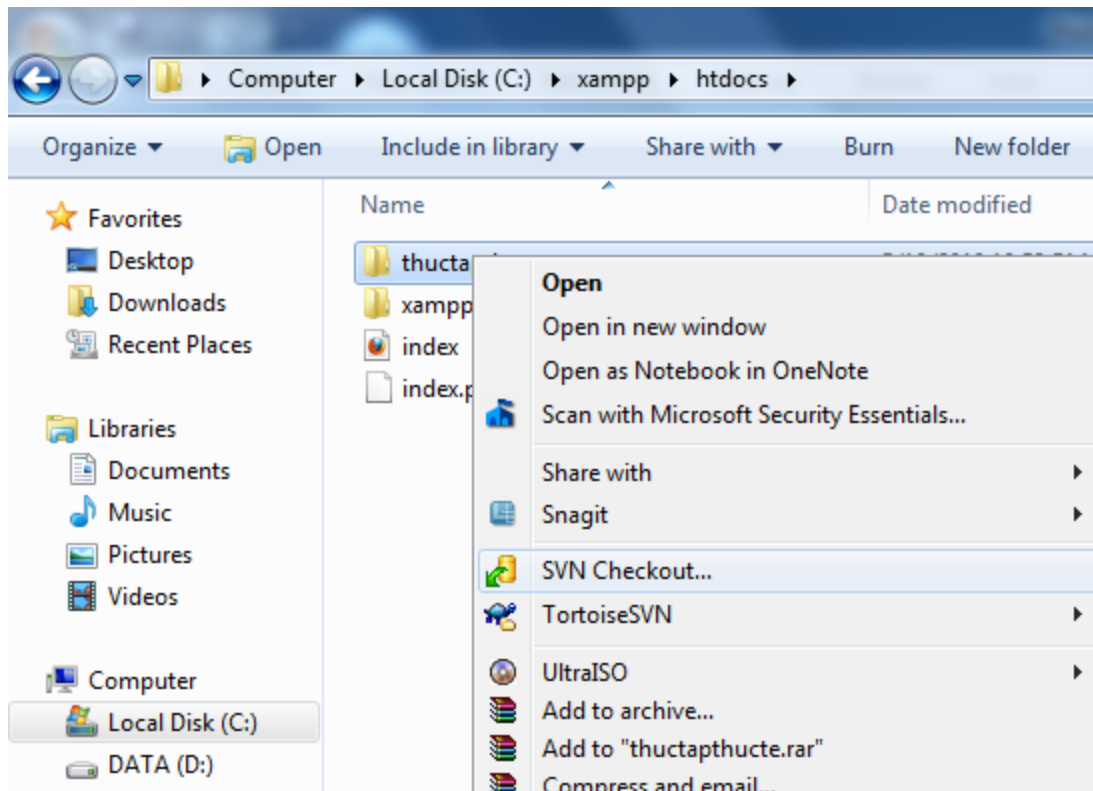 Computer ▸ Local Disk (C:) ▸ xampp ▸ htdocs ▸
Organize Open Include in library Share with Burn New folder
Name Date modified
Favorites
Desktop
Downloads
Recent Places
Libraries
Documents
Music
Pictures
Videos
Computer
Local Disk (C:)
DATA (D:)
xampp
index
Open
Open in new window
Open as Notebook in OneNote
Scan with Microsoft Security Essentials...
Share with
Snagit
SVN Checkout...
TortoiseSVN
UltraISO
Add to archive...
Add to "thuctapthucte.rar"
Compress and email...